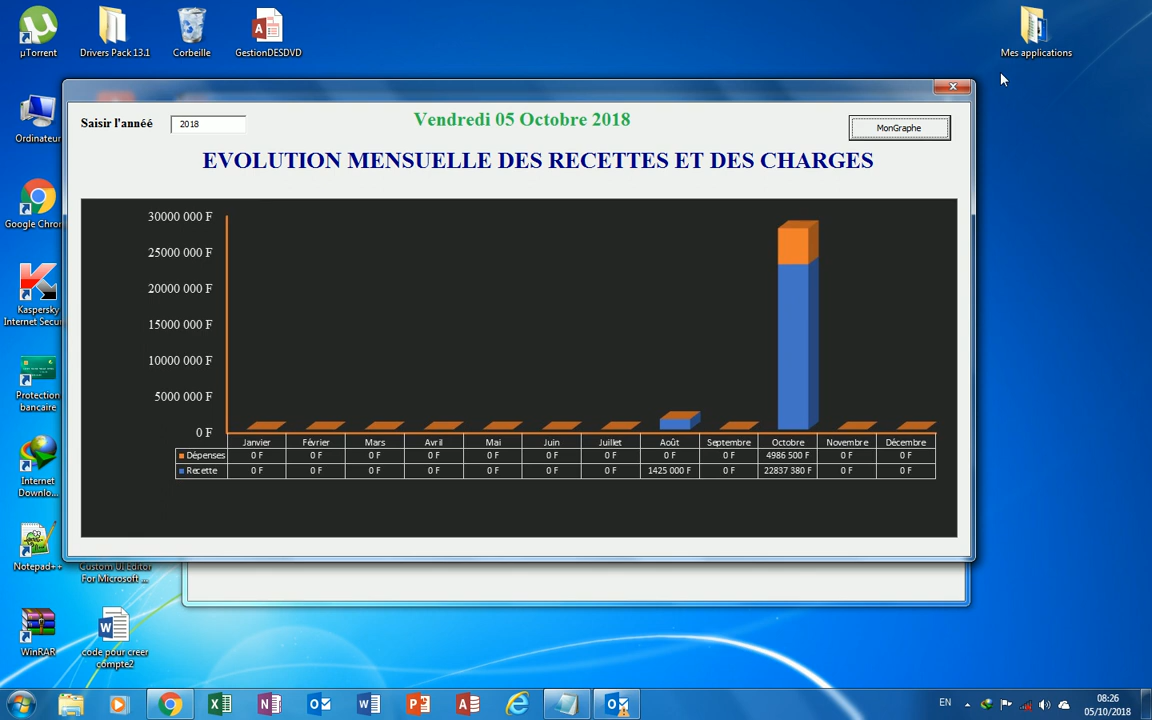 µTorrent
Drivers Pack 13.1
Corbeille
GestionDESDVD
Mes applications
Ordinateur
Google Chrom
Kaspersky
Internet Secu
Protection
bancaire
Internet
Downlo...
Notepad++
WinRAR
Custom UI Editor
For Microsoft ...
code pour creer
compte2
Saisir l'annéé
2018
Vendredi 05 Octobre 2018
MonGraphe
EVOLUTION MENSUELLE DES RECETTES ET DES CHARGES
30000 000 F
25000 000 F
20000 000 F
15000 000 F
10000 000 F
5000 000 F
0 F
Janvier Février Mars Avril Mai Juin Juillet Août Septembre Octobre Novembre Décembre
Dépenses 0 F 0 F 0 F 0 F 0 F 0 F 0 F 0 F 0 F 4986 500 F 0 F 0 F
Recette 0 F 0 F 0 F 0 F 0 F 0 F 0 F 1425 000 F 0 F 22837 380 F 0 F 0 F
EN
08:26
05/10/2018